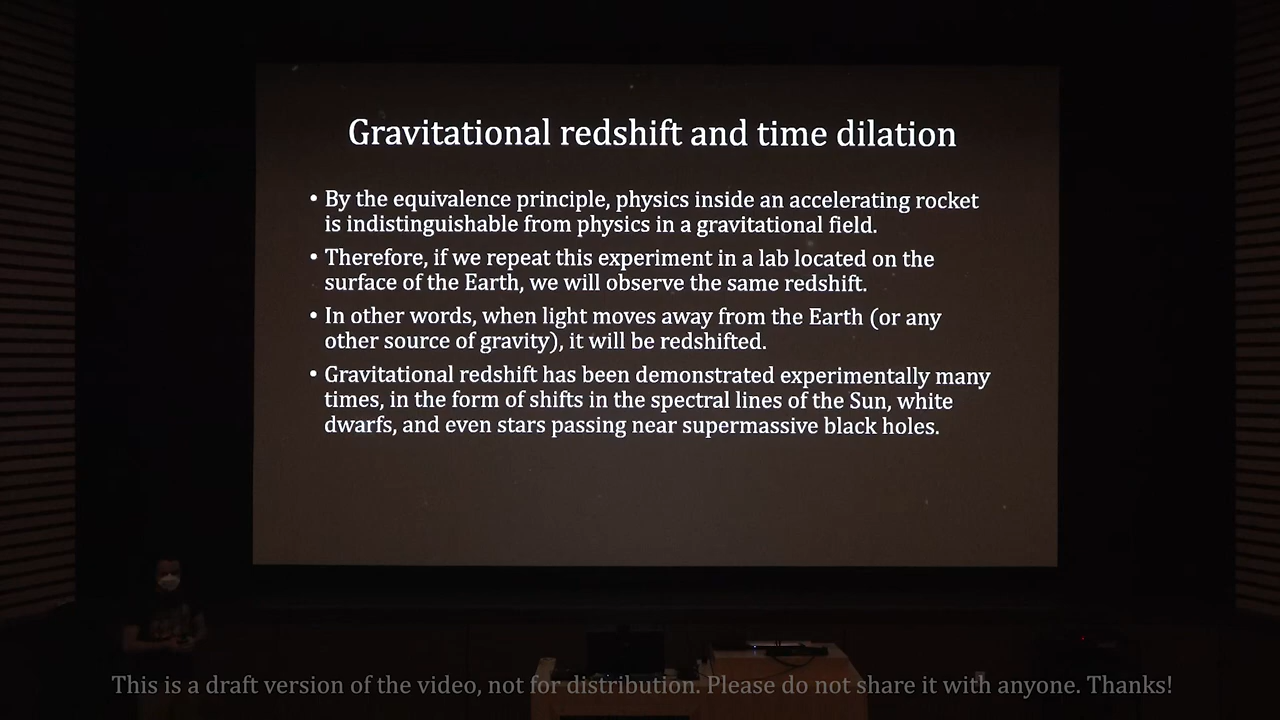 Gravitational redshift and time dilation
• By the equivalence principle, physics inside an accelerating rocket
is indistinguishable from physics in a gravitational field.
• Therefore, if we repeat this experiment in a lab located on the
surface of the Earth, we will observe the same redshift.
• In other words, when light moves away from the Earth (or any
other source of gravity), it will be redshifted.
• Gravitational redshift has been demonstrated experimentally many
times, in the form of shifts in the spectral lines of the Sun, white
dwarfs, and even stars passing near supermassive black holes.
This is a draft version of the video, not for distribution. Please do not share it with anyone. Thanks!